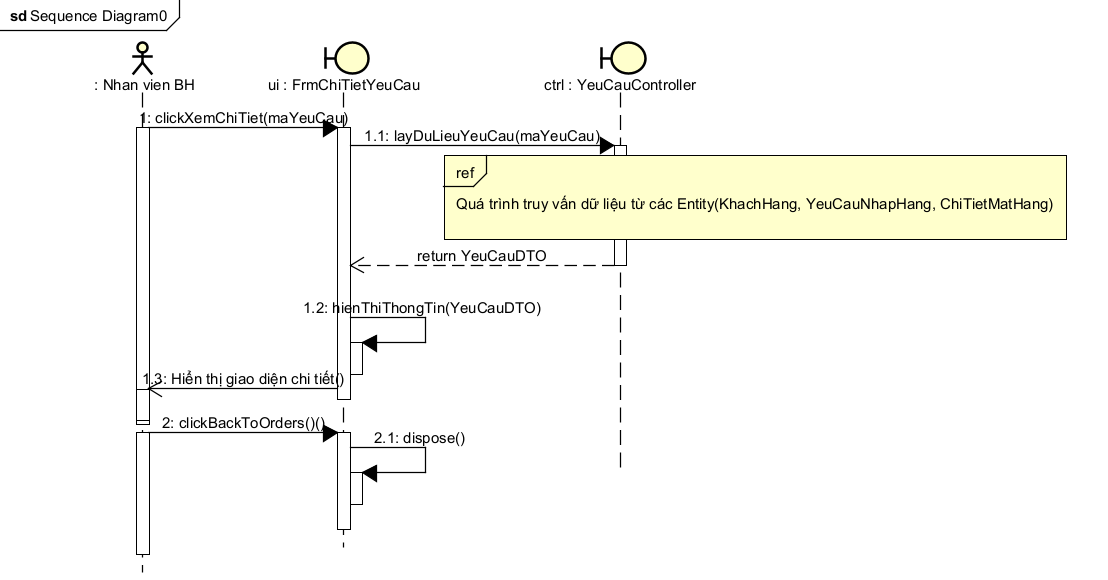 sd Sequence Diagram0
: Nhan vien BH
ui : FrmChiTietYeuCau
ctrl : YeuCauController
1: clickXemChiTiet(maYeuCau)
1.1: layDuLieuYeuCau(maYeuCau)
ref
Quá trình truy vấn dữ liệu từ các Entity(KhachHang, YeuCauNhapHang, ChiTietMatHang)
return YeuCauDTO
1.2: hienThiThongTin(YeuCauDTO)
1.3: Hiển thị giao diện chi tiết()
2: clickBackToOrders()()
2.1: dispose()